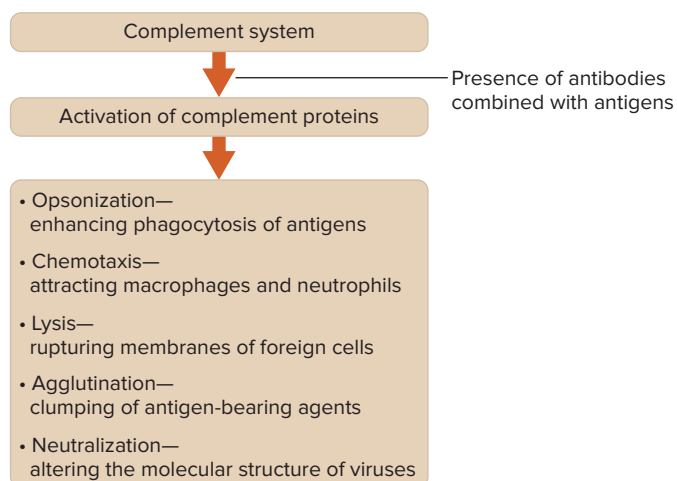 Complement system
Presence of antibodies
combined with antigens
Activation of complement proteins
• Opsonization—
enhancing phagocytosis of antigens
• Chemotaxis—
attracting macrophages and neutrophils
• Lysis—
rupturing membranes of foreign cells
• Agglutination—
clumping of antigen-bearing agents
• Neutralization—
altering the molecular structure of viruses